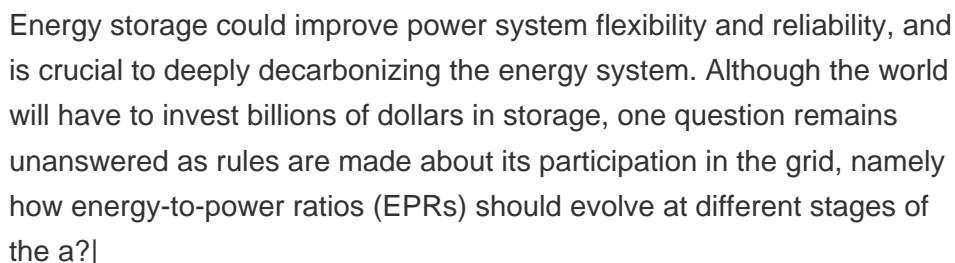 Energy storage could improve power system flexibility and reliability, and
is crucial to deeply decarbonizing the energy system. Although the world
will have to invest billions of dollars in storage, one question remains
unanswered as rules are made about its participation in the grid, namely
how energy-to-power ratios (EPRs) should evolve at different stages of
the a?|